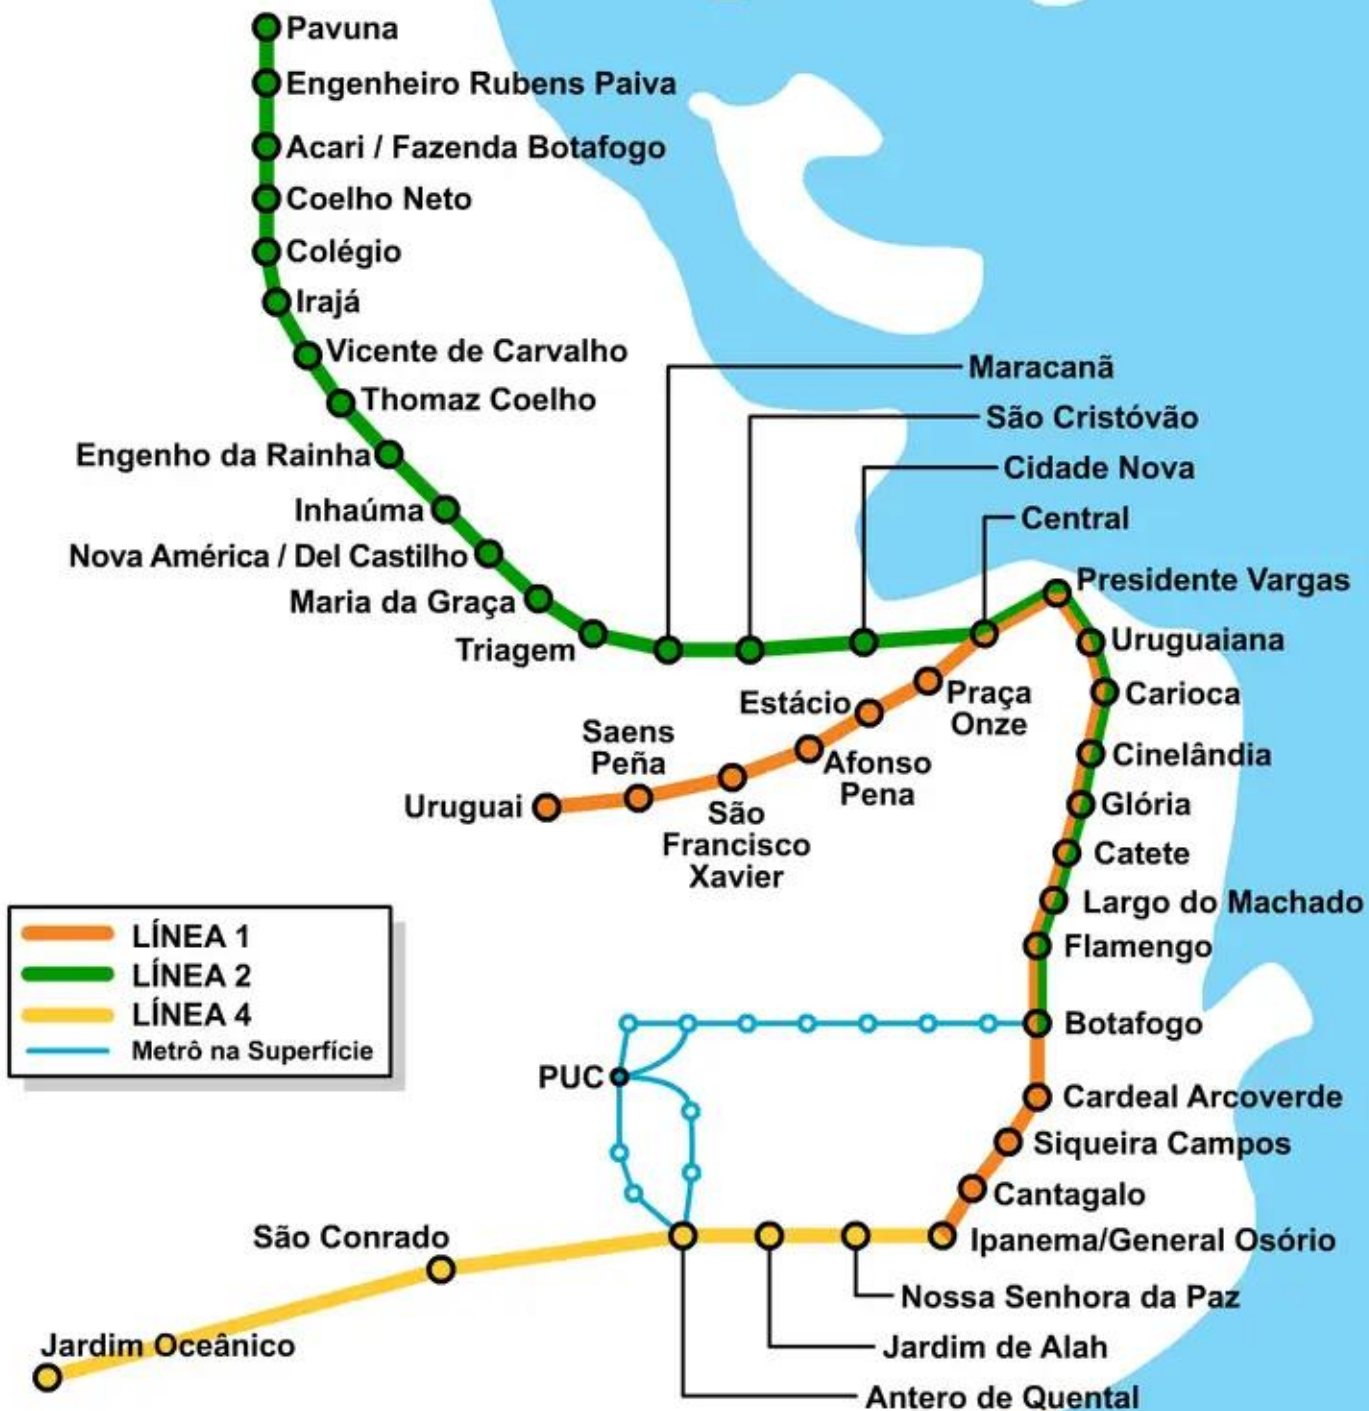 Pavuna
Engenheiro Rubens Paiva
Acari / Fazenda Botafogo
Coelho Neto
Colégio
Irajá
Vicente de Carvalho
Thomaz Coelho
Engenho da Rainha
Inhaúma
Nova América / Del Castilho
Maria da Graça
Triagem
Maracanã
São Cristóvão
Cidade Nova
Central
Presidente Vargas
Uruguaiana
Carioca
Cinelândia
Glória
Catete
Largo do Machado
Flamengo
Botafogo
Cardeal Arcoverde
Siqueira Campos
Cantagalo
Ipanema/General Osório
Praça
Onze
Estácio
Afonso
Pena
São
Francisco
Xavier
Saens
Peña
Uruguai
LÍNEA 1
LÍNEA 2
LÍNEA 4
Metrô na Superfície
PUC
Nossa Senhora da Paz
Jardim de Alah
Antero de Quental
São Conrado
Jardim Oceânico